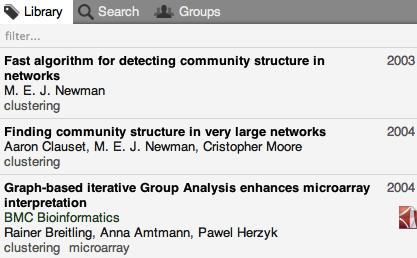 Library Search Groups
filter...
Fast algorithm for detecting community structure in 2003
networks
M. E. J. Newman
clustering
Finding community structure in very large networks 2004
Aaron Clauset, M. E. J. Newman, Cristopher Moore
clustering
Graph-based iterative Group Analysis enhances microarray 2004
interpretation
BMC Bioinformatics
Rainer Breitling, Anna Amtmann, Pawel Herzyk
clustering microarray